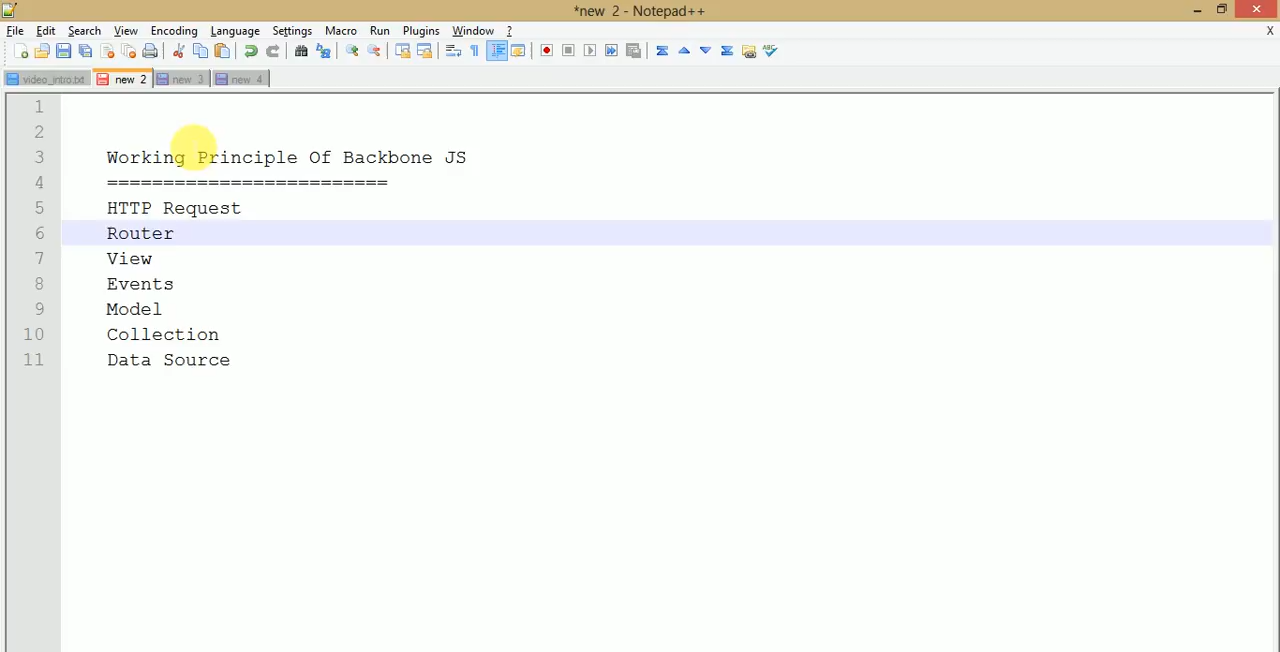 *new 2 - Notepad++
File Edit Search View Encoding Language Settings Macro Run Plugins Window ? X
video_intro.txt new 2 new 3 new 4
1
2
3 Working Principle Of Backbone JS
4 =========================
5 HTTP Request
6 Router
7 View
8 Events
9 Model
10 Collection
11 Data Source